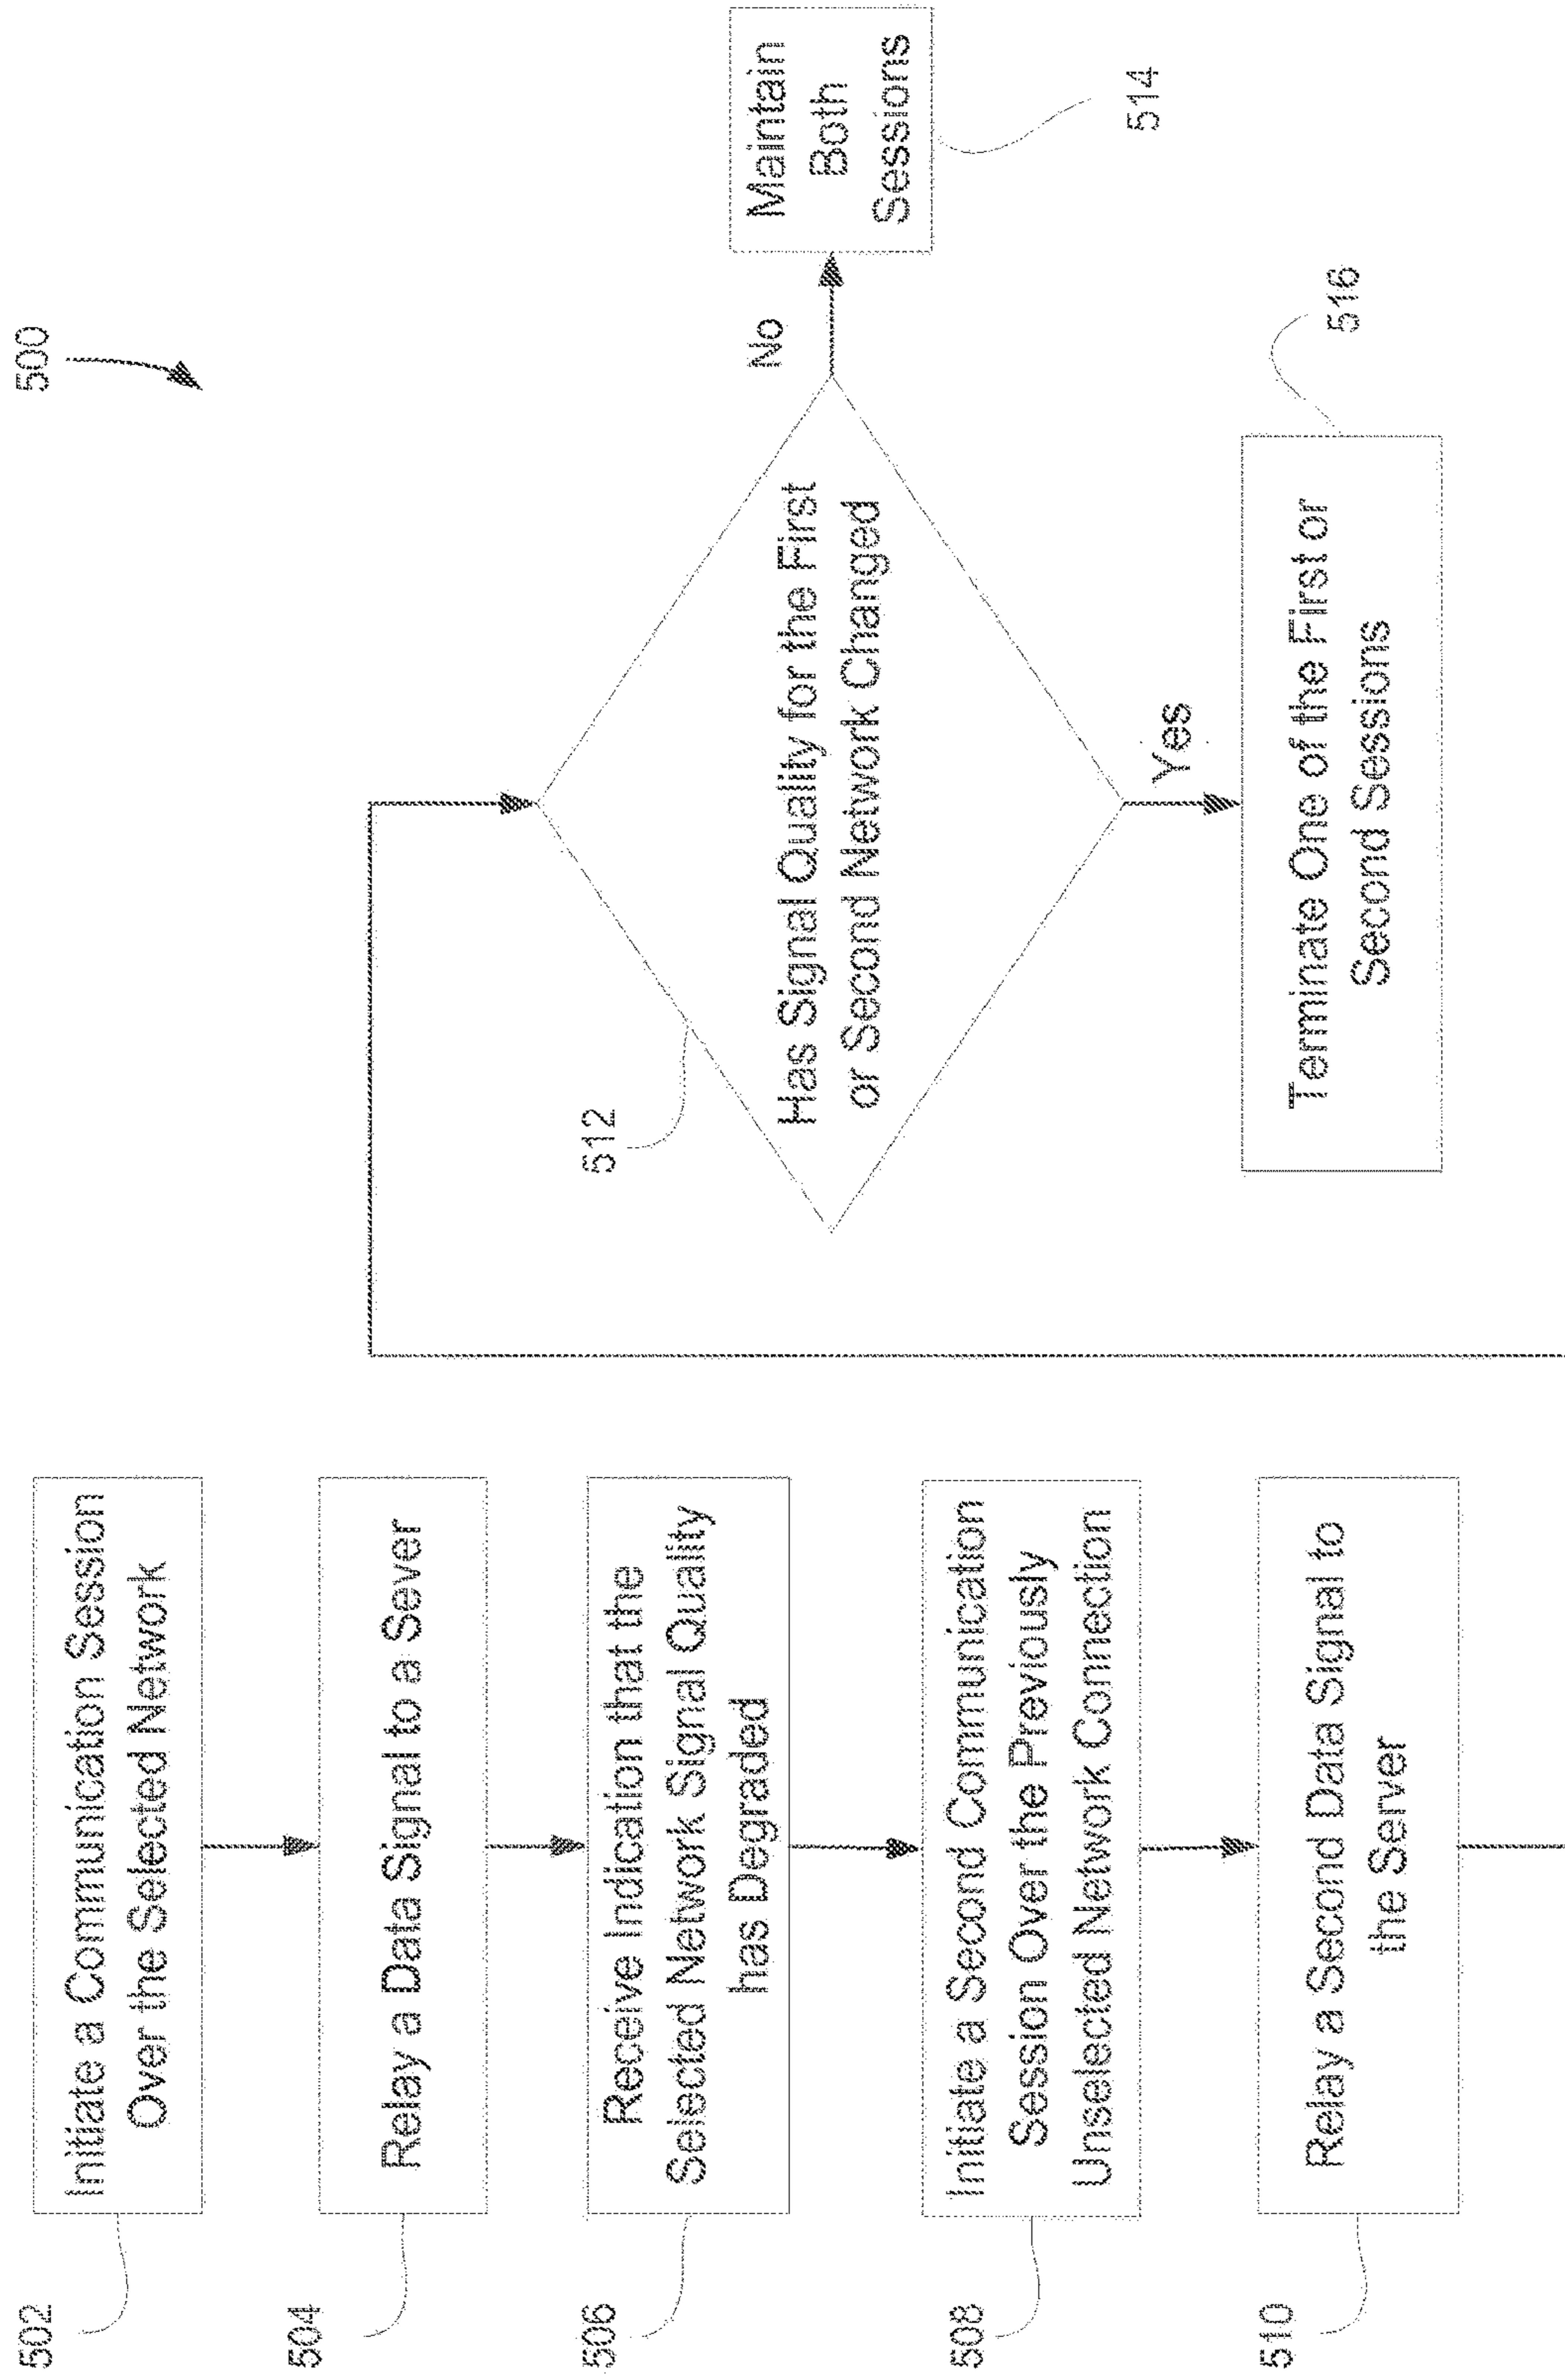 500
502
Initiate a Communication Session
Over the Selected Network
504
Relay a Data Signal to a Sever
506
Receive Indication that the
Selected Network Signal Quality
has Degraded
508
Initiate a Second Communication
Session Over the Previously
Unselected Network Connection
510
Relay a Second Data Signal to
the Server
512
Has Signal Quality for the First
or Second Network Changed
No
Maintain
Both
Sessions
514
Yes
Terminate One of the First or
Second Sessions
516